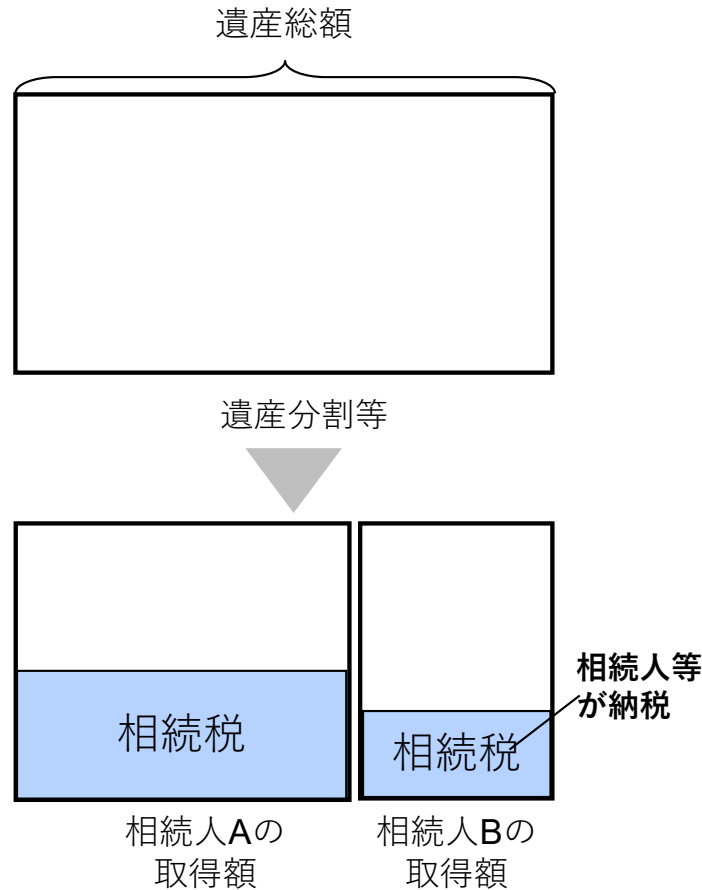 遺産総額
遺産分割等
相続税
相続税
相続人等
が納税
相続人Aの
取得額
相続人Bの
取得額